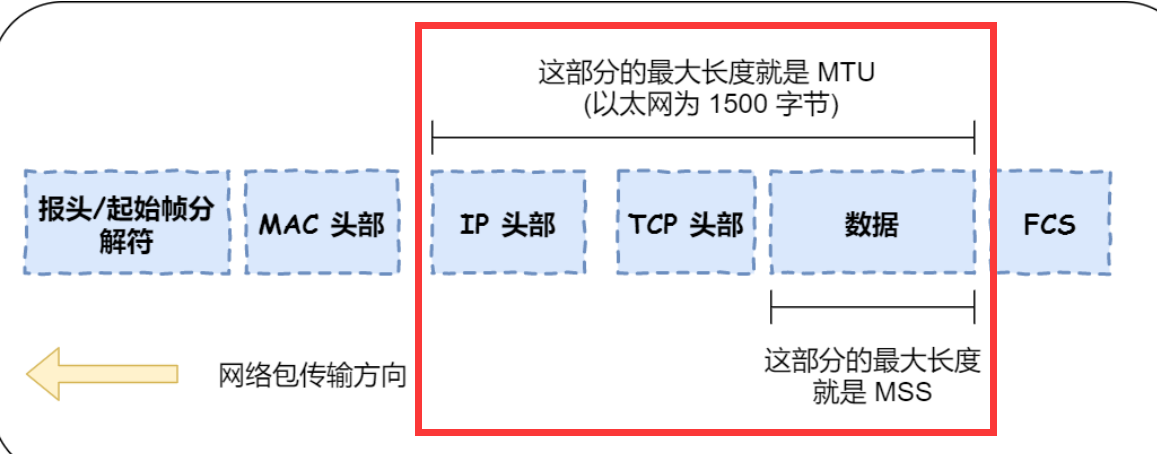 这部分的最大长度就是 MTU
(以太网为 1500 字节)
报头/起始帧分
解符
MAC 头部
IP 头部
TCP 头部
数据
FCS
网络包传输方向
这部分的最大长度
就是 MSS